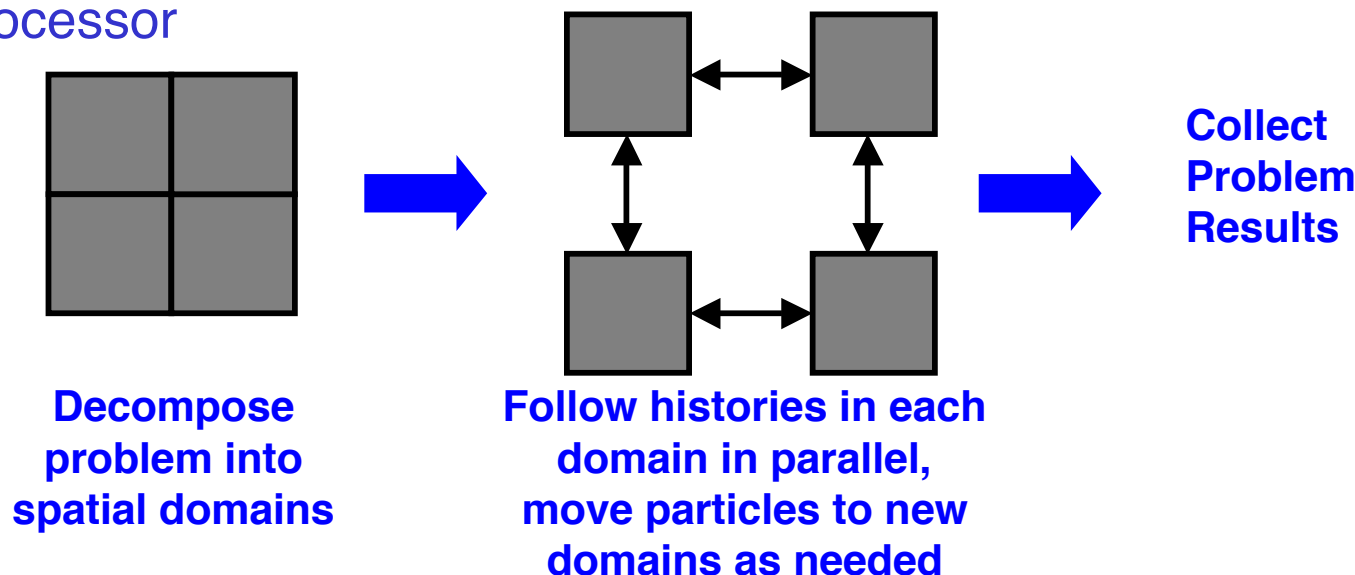 ocessor
Collect
Problem
Results
Decompose
problem into
spatial domains
Follow histories in each
domain in parallel,
move particles to new
domains as needed